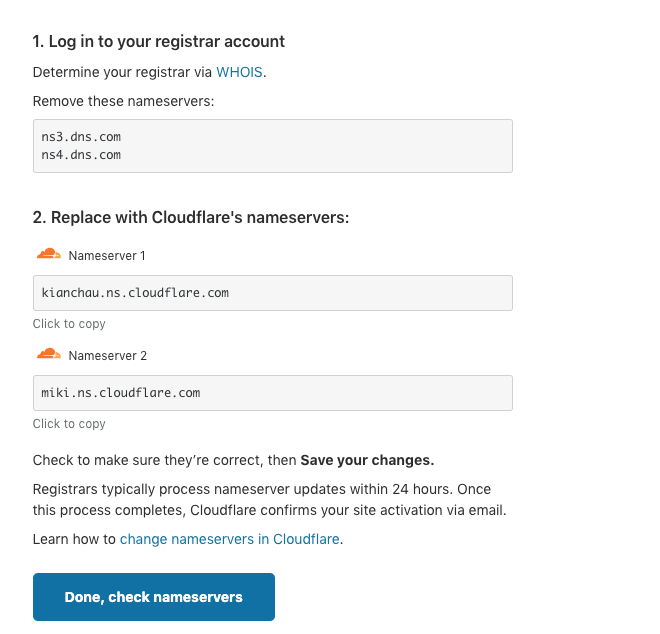 1. Log in to your registrar account
Determine your registrar via WHOIS.
Remove these nameservers:
ns3.dns.com
ns4.dns.com
2. Replace with Cloudflare's nameservers:
Nameserver 1
kianchau.ns.cloudflare.com
Click to copy
Nameserver 2
miki.ns.cloudflare.com
Click to copy
Check to make sure they’re correct, then Save your changes.
Registrars typically process nameserver updates within 24 hours. Once
this process completes, Cloudflare confirms your site activation via email.
Learn how to change nameservers in Cloudflare.
Done, check nameservers